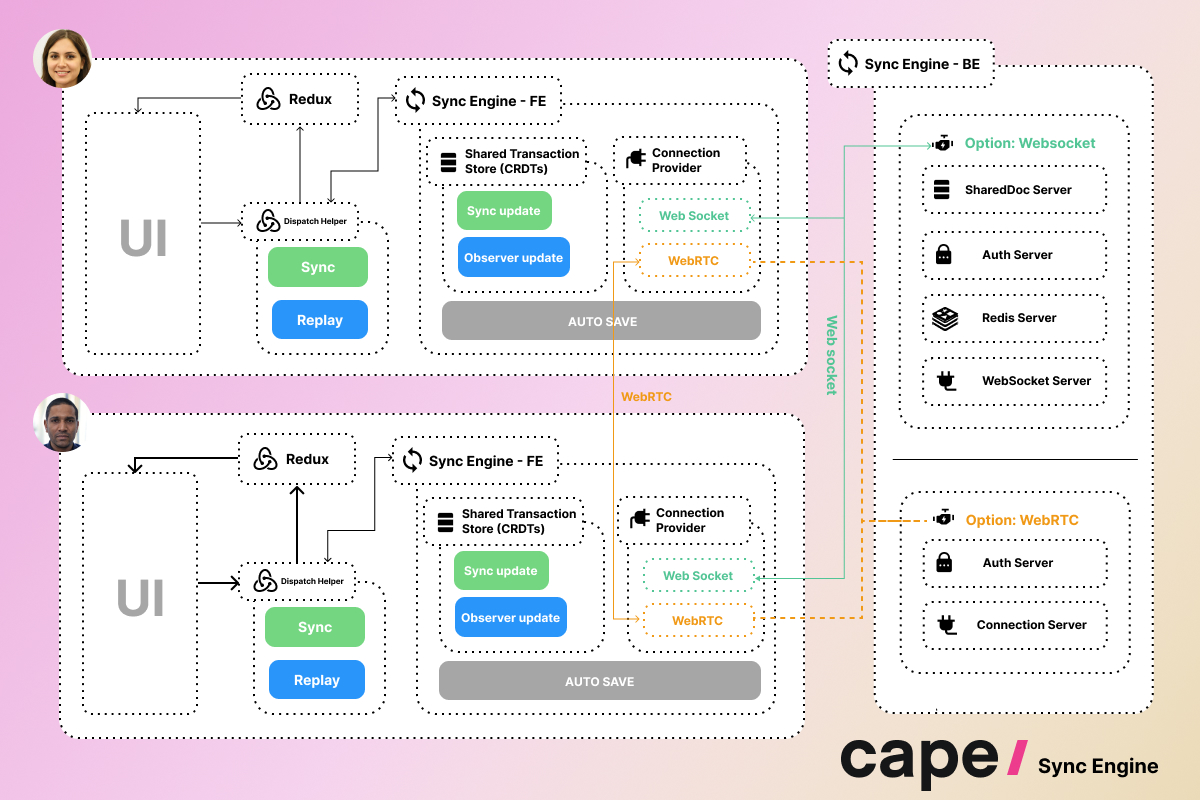 Redux
Sync Engine - FE
Shared Transaction
Store (CRDTs)
Connection
Provider
UI
Dispatch Helper
Sync
Replay
Sync update
Observer update
Web Socket
WebRTC
AUTO SAVE
WebRTC
Web socket
Redux
Sync Engine - FE
Shared Transaction
Store (CRDTs)
Connection
Provider
UI
Dispatch Helper
Sync
Replay
Sync update
Observer update
Web Socket
WebRTC
AUTO SAVE
Sync Engine - BE
Option: Websocket
SharedDoc Server
Auth Server
Redis Server
WebSocket Server
Option: WebRTC
Auth Server
Connection Server
cape/ Sync Engine